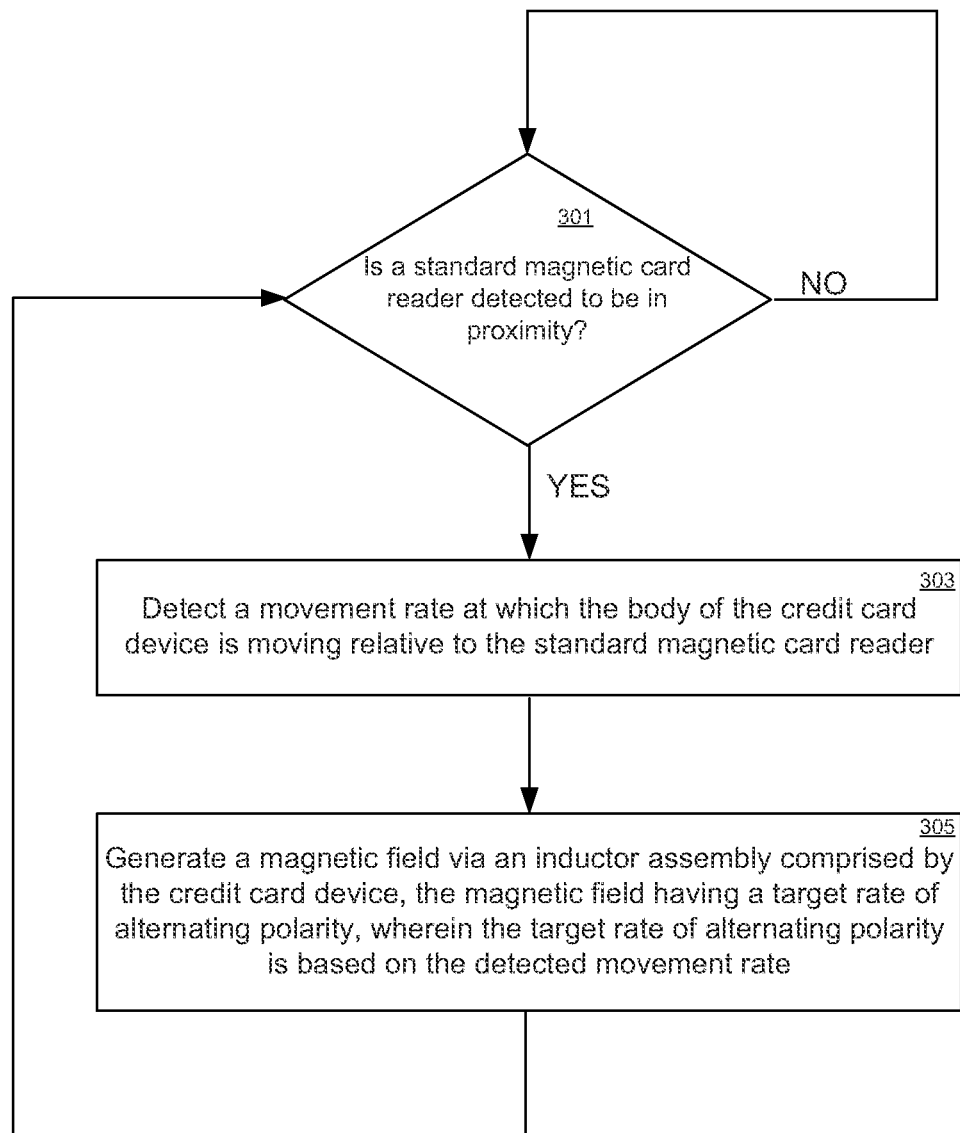 301
Is a standard magnetic card
reader detected to be in
proximity?
NO
YES
303
Detect a movement rate at which the body of the credit card
device is moving relative to the standard magnetic card reader
305
Generate a magnetic field via an inductor assembly comprised by
the credit card device, the magnetic field having a target rate of
alternating polarity, wherein the target rate of alternating polarity
is based on the detected movement rate